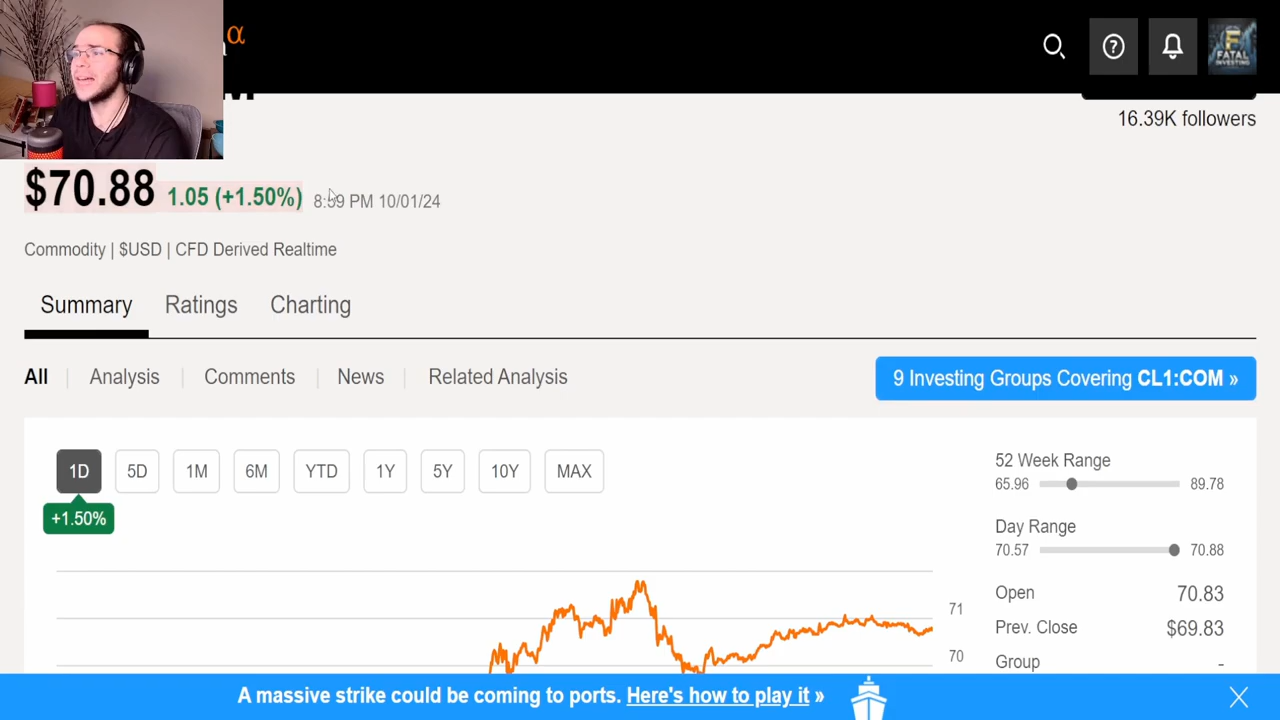 α
FATAL
INVESTING
16.39K followers
$70.88 1.05 (+1.50%) 8:59 PM 10/01/24
Commodity | $USD | CFD Derived Realtime
Summary Ratings Charting
All | Analysis | Comments | News | Related Analysis
9 Investing Groups Covering CL1:COM »
1D 5D 1M 6M YTD 1Y 5Y 10Y MAX
+1.50%
52 Week Range
65.96 89.78
Day Range
70.57 70.88
Open 70.83
Prev. Close $69.83
Group -
71
70
A massive strike could be coming to ports. Here's how to play it »